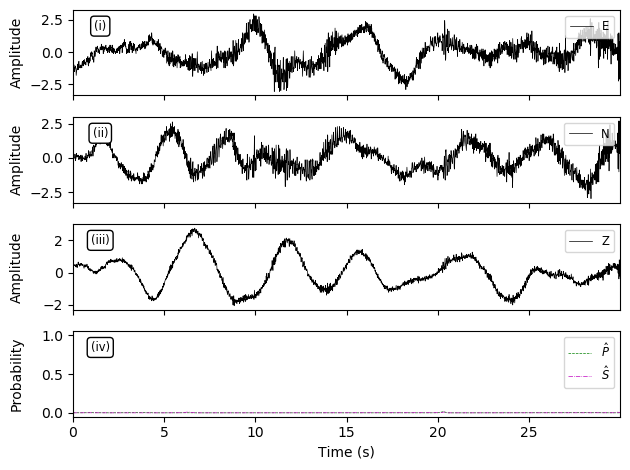 (i)
E
Amplitude
2.5
0.0
−2.5
(ii)
N
Amplitude
2.5
0.0
−2.5
(iii)
Z
Amplitude
2
0
−2
(iv)
P̂
Ŝ
Probability
1.0
0.5
0.0
0 5 10 15 20 25
Time (s)